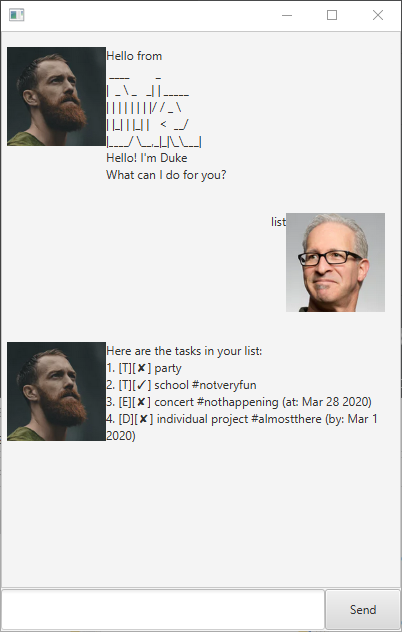 Hello from
 ____        _
|  _ \ _   _| | _____
| | | | | | | |/ / _ \
| |_| | |_| |   <  __/
|____/ \__,_|_|\_\___|
Hello! I'm Duke
What can I do for you?
list
Here are the tasks in your list:
1. [T][✘] party
2. [T][✓] school #notveryfun
3. [E][✘] concert #nothappening (at: Mar 28 2020)
4. [D][✘] individual project #almostthere (by: Mar 1
2020)
Send